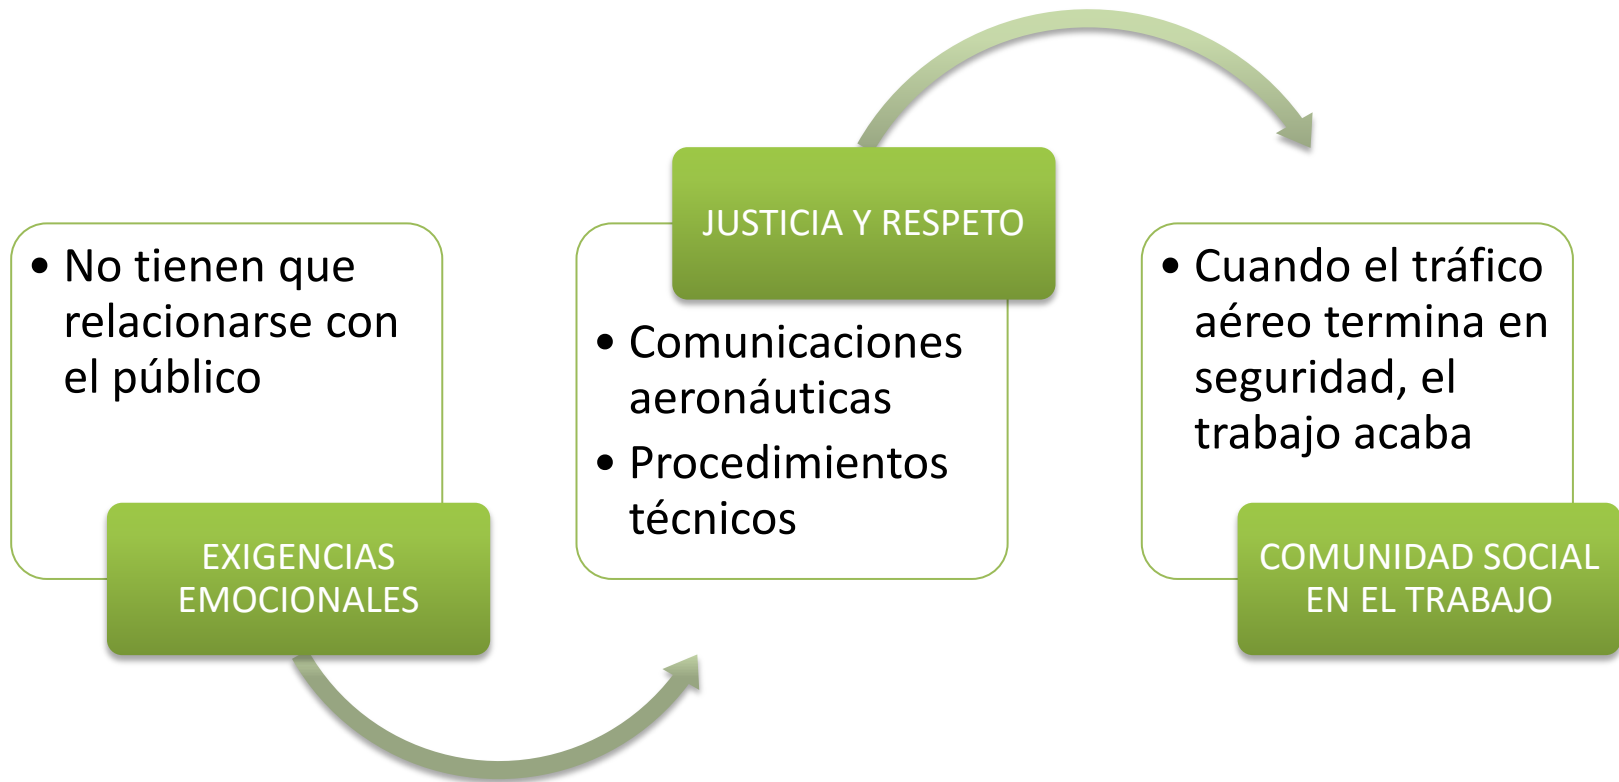 • No tienen que
relacionarse con
el público
EXIGENCIAS
EMOCIONALES
JUSTICIA Y RESPETO
• Comunicaciones
aeronáuticas
• Procedimientos
técnicos
• Cuando el tráfico
aéreo termina en
seguridad, el
trabajo acaba
COMUNIDAD SOCIAL
EN EL TRABAJO